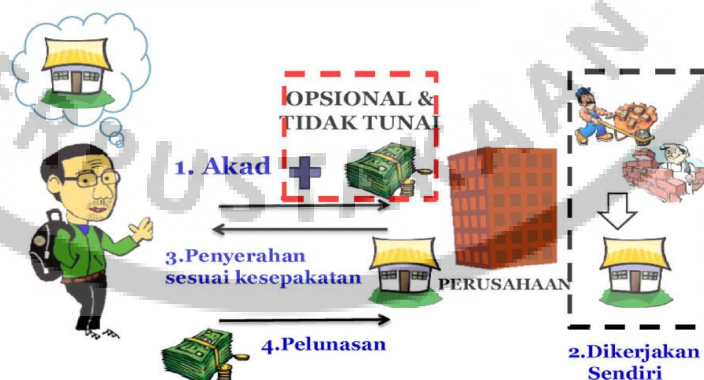 OPSIONAL &
TIDAK TUNAI
1. Akad
3.Penyerahan
sesuai kesepakatan
PERUSAHAAN
4.Pelunasan
2.Dikerjakan
Sendiri